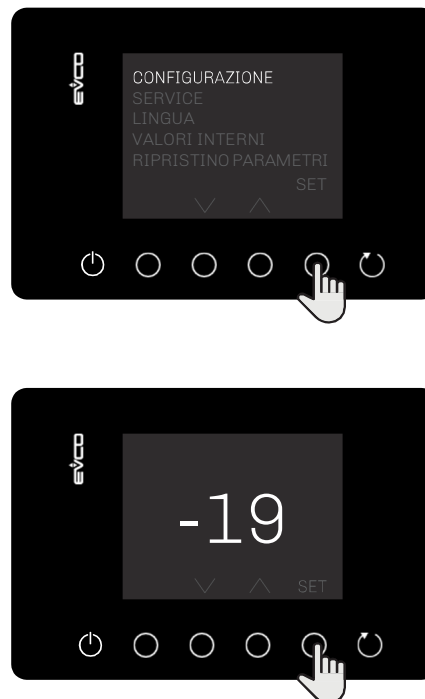 evco
CONFIGURAZIONE
SERVICE
LINGUA
VALORI INTERNI
RIPRISTINO PARAMETRI
SET
evco
-19
SET